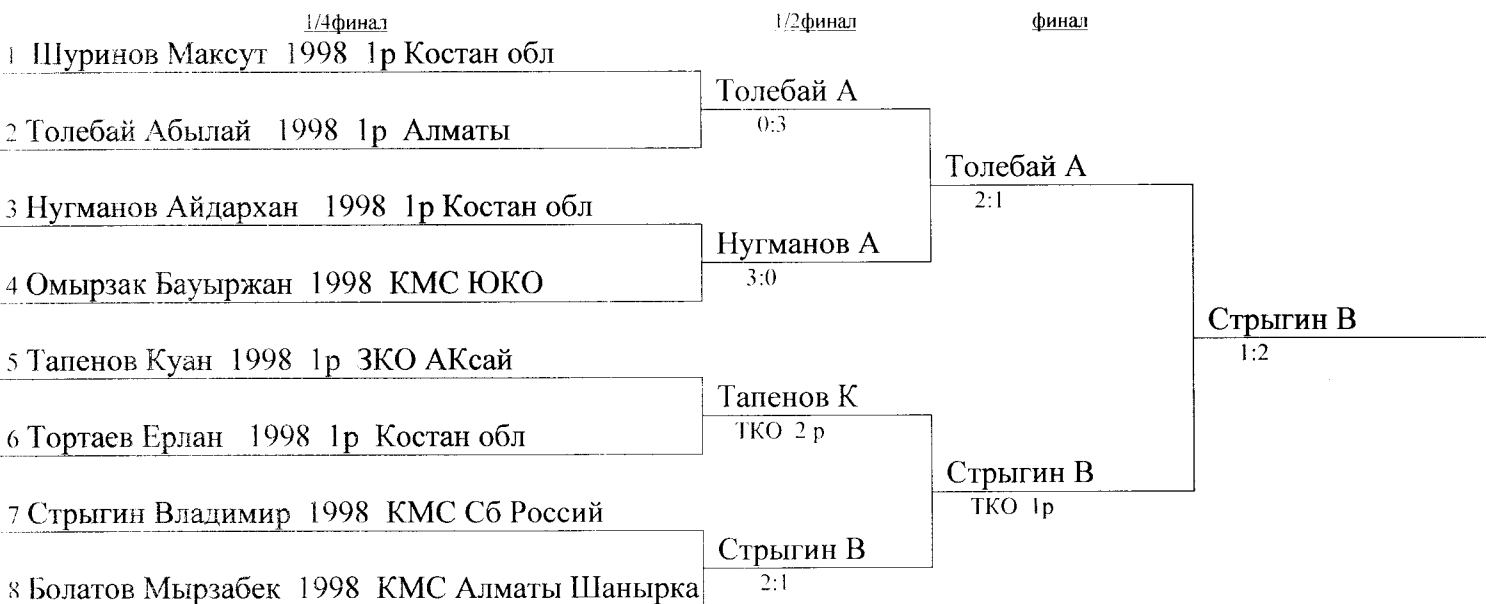 1/4финал 1/2финал финал
1 Шуринов Максут 1998 1р Костан обл
Толебай А
0:3
2 Толебай Абылай 1998 1р Алматы
Толебай А
2:1
3 Нугманов Айдархан 1998 1р Костан обл
Нугманов А
3:0
4 Омырзак Бауыржан 1998 КМС ЮКО
Стрыгин В
1:2
5 Тапенов Куан 1998 1р ЗКО АКсай
Тапенов К
ТКО 2 р
6 Тортаев Ерлан 1998 1р Костан обл
Стрыгин В
ТКО 1р
7 Стрыгин Владимир 1998 КМС Сб Россий
Стрыгин В
2:1
8 Болатов Мырзабек 1998 КМС Алматы Шанырка